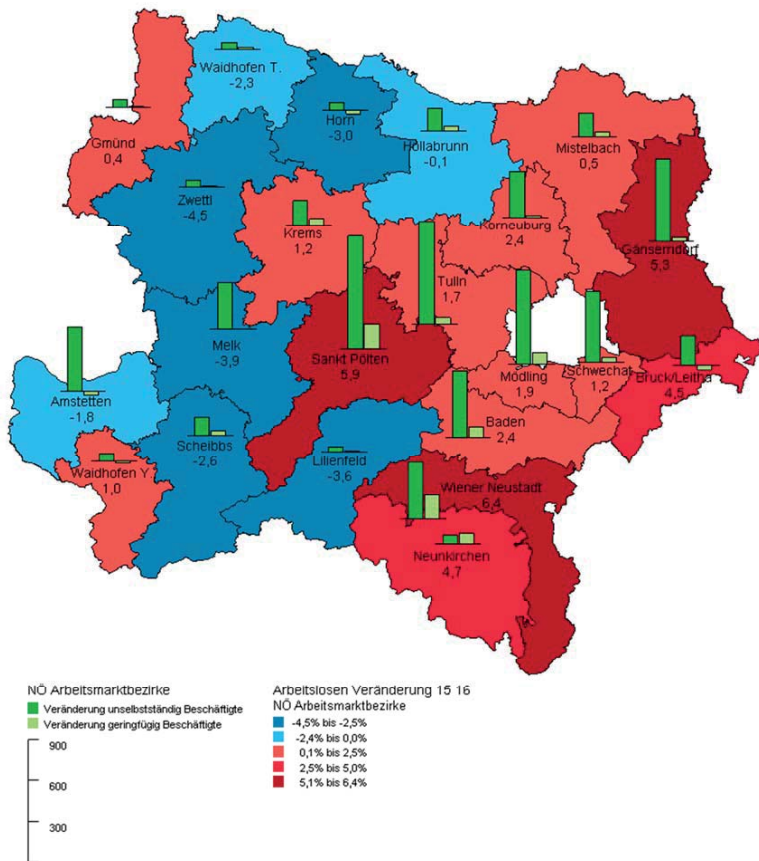 Waidhofen T.
-2,3
Horn
-3,0
Hollabrunn
-0,1
Mistelbach
0,5
Gmünd
0,4
Zwettl
-4,5
Krems
1,2
Korneuburg
2,4
Gänserndorf
5,3
Tulln
1,7
Melk
-3,9
Sankt Pölten
5,9
Mödling
1,9
Schwechat
1,2
Bruck/Leitha
4,5
Amstetten
-1,8
Baden
2,4
Scheibbs
-2,6
Lilienfeld
-3,6
Waidhofen Y.
1,0
Wiener Neustadt
6,4
Neunkirchen
4,7
NÖ Arbeitsmarktbezirke
Veränderung unselbstständig Beschäftigte
Veränderung geringfügig Beschäftigte
900
600
300
Arbeitslosen Veränderung 15 16
NÖ Arbeitsmarktbezirke
-4,5% bis -2,5%
-2,4% bis 0,0%
0,1% bis 2,5%
2,5% bis 5,0%
5,1% bis 6,4%